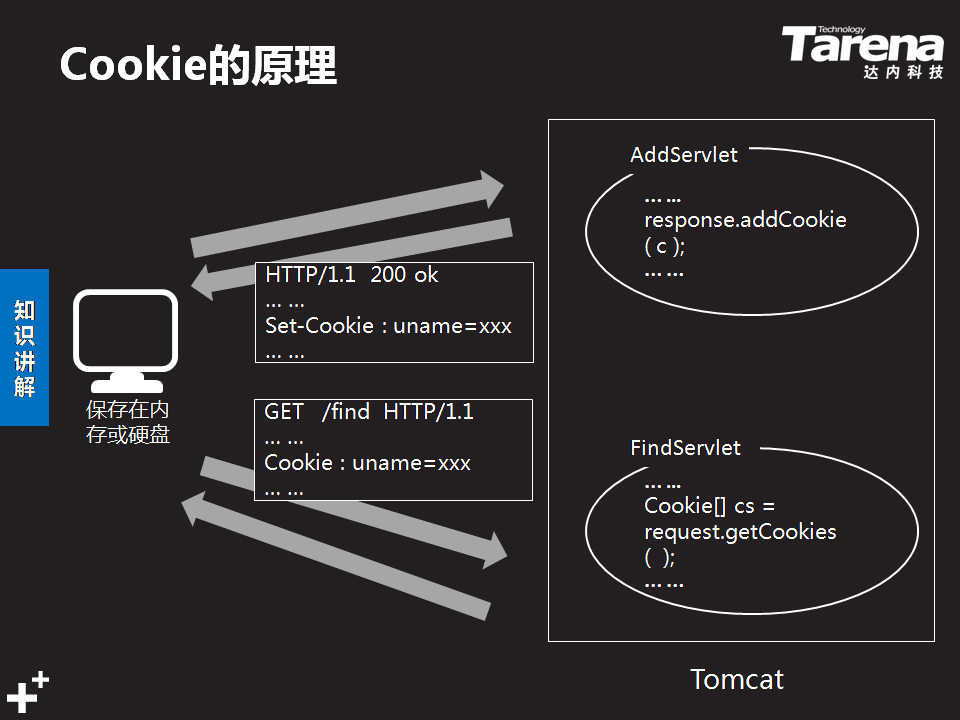 Cookie的原理
Technology
Tarena
达内科技
AddServlet
... ...
response.addCookie
( c );
... ...
HTTP/1.1 200 ok
... ...
Set-Cookie : uname=xxx
... ...
知识讲解
保存在内
存或硬盘
GET /find HTTP/1.1
... ...
Cookie : uname=xxx
... ...
FindServlet
... ...
Cookie[] cs =
request.getCookies
( );
... ...
Tomcat